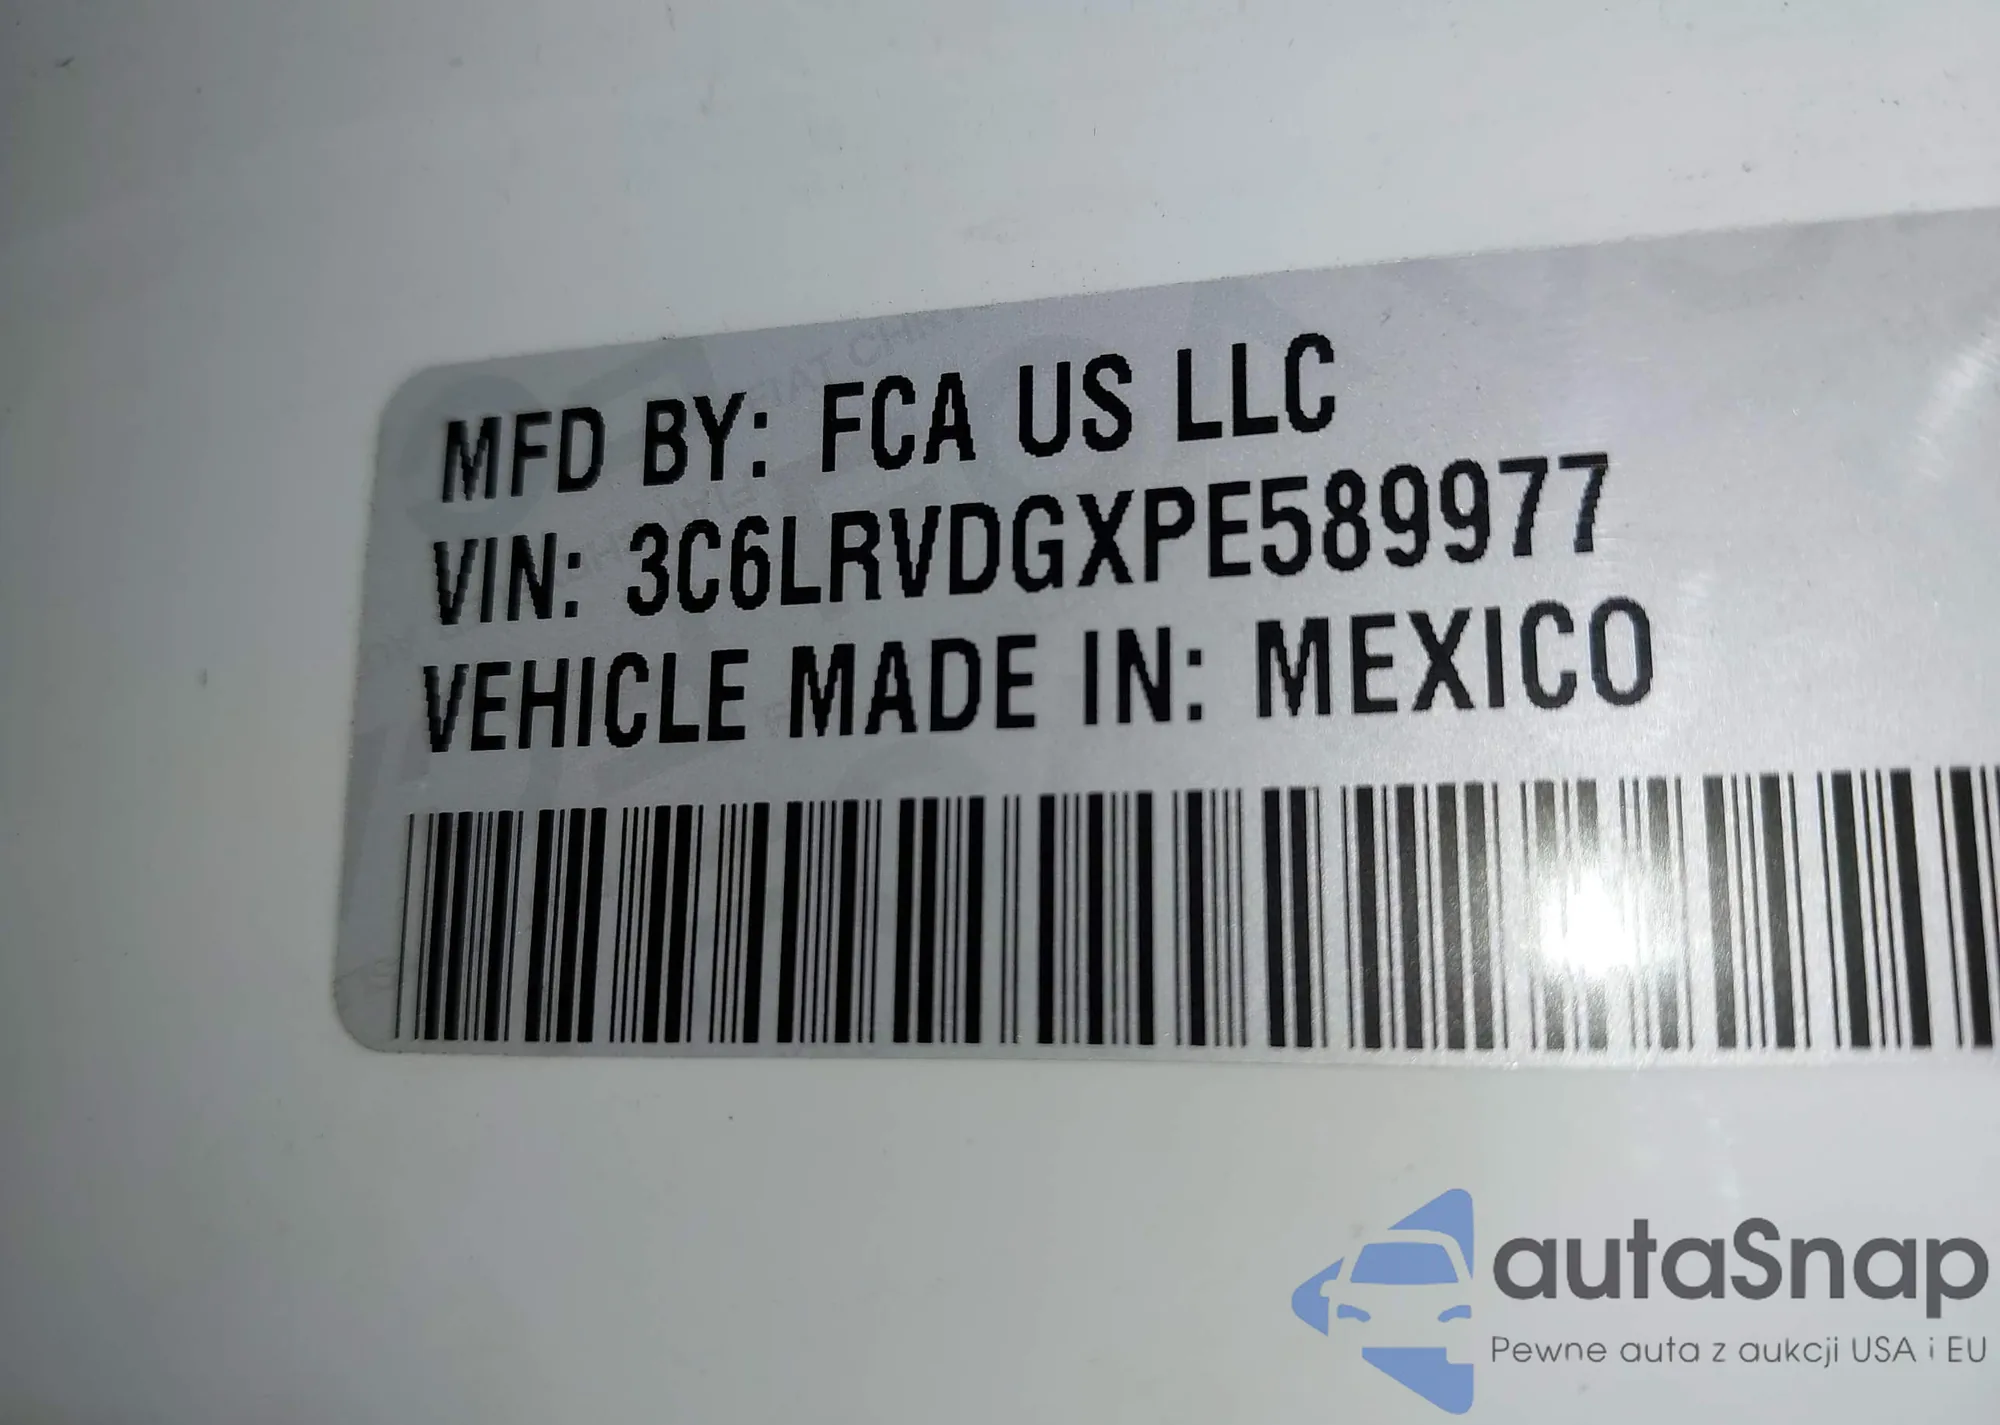 MFD BY: FCA US LLC
VIN: 3C6LRVDGXPE589977
VEHICLE MADE IN: MEXICO
autaSnap
Pewne auta z aukcji USA i EU